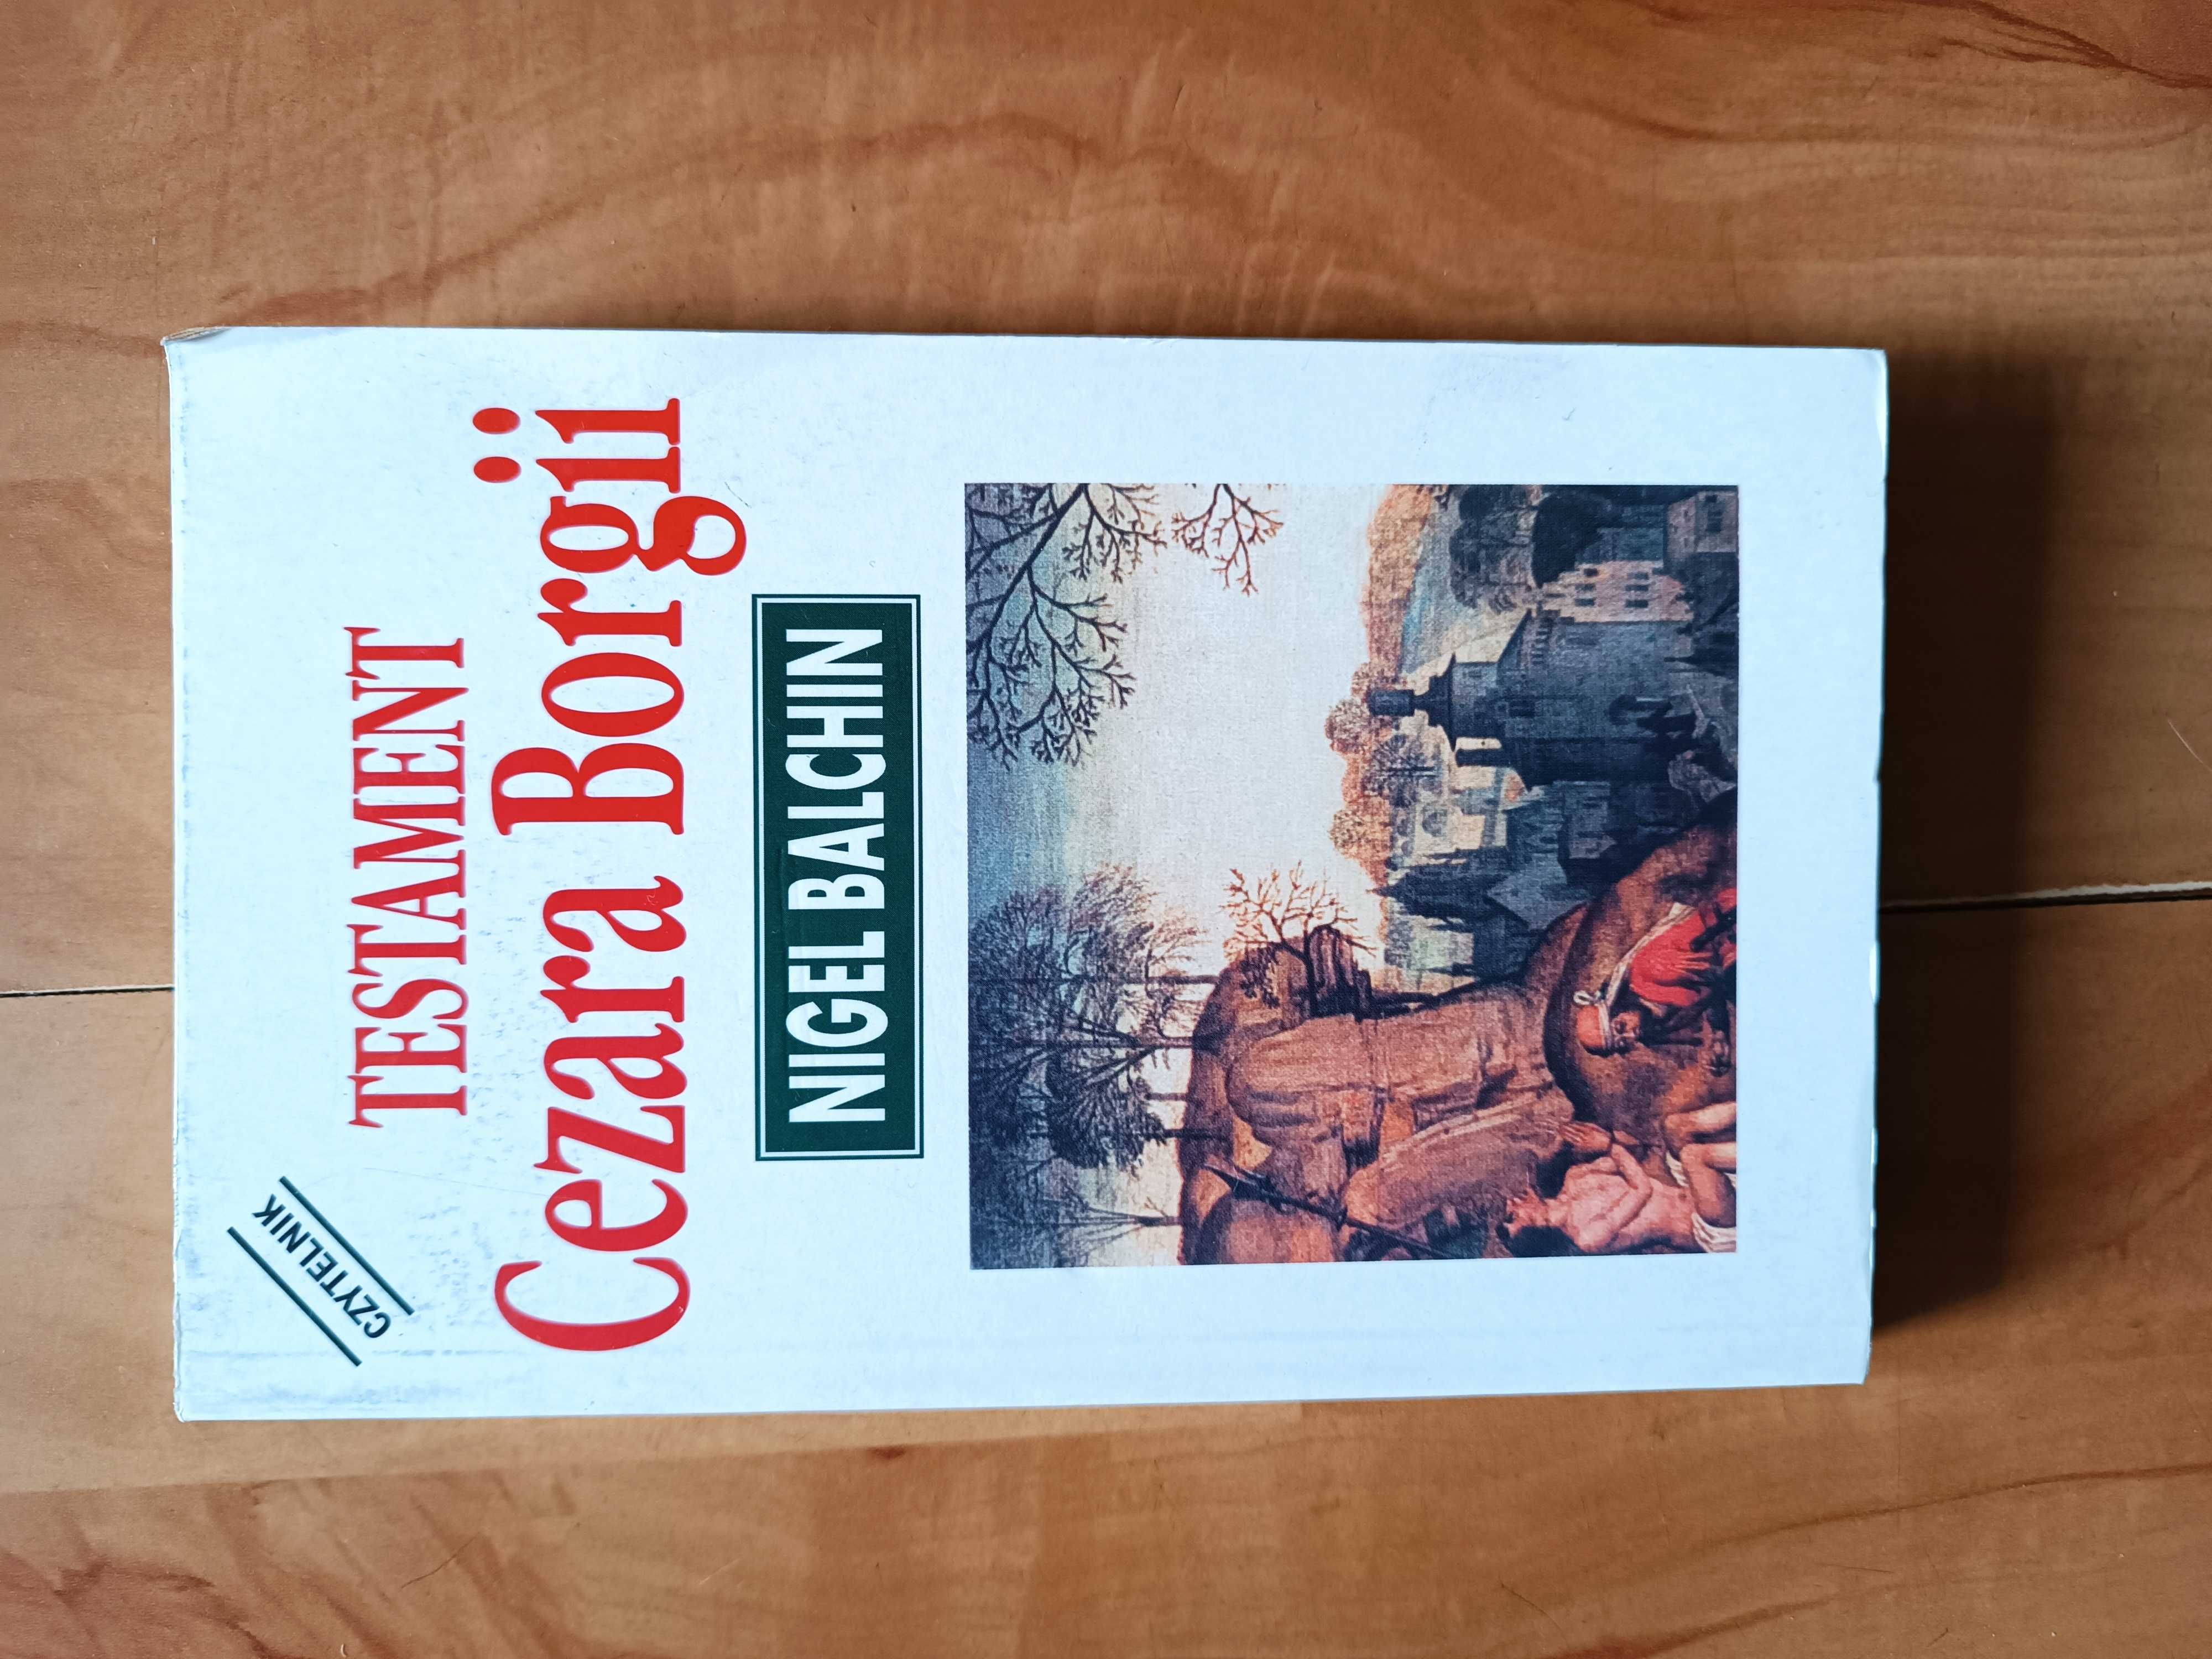 CZYTELNIK
TESTAMENT
Cezara Borgii
NIGEL BALCHIN